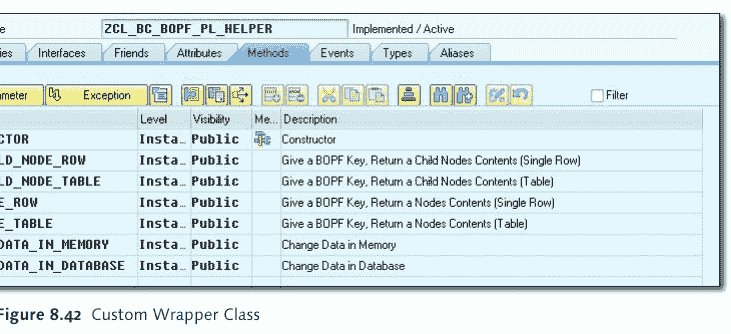 e ZCL_BC_BOPF_PL_HELPER Implemented / Active
ies Interfaces Friends Attributes Methods Events Types Aliases
ameter Exception Filter
Level Visibility Me... Description
CTOR Insta.. Public Constructor
LD_NODE_ROW Insta.. Public Give a BOPF Key, Return a Child Nodes Contents (Single Row)
LD_NODE_TABLE Insta.. Public Give a BOPF Key, Return a Child Nodes Contents (Table)
E_ROW Insta.. Public Give a BOPF Key, Return a Nodes Contents (Single Row)
E_TABLE Insta.. Public Give a BOPF Key, Return a Nodes Contents (Table)
DATA_IN_MEMORY Insta.. Public Change Data in Memory
DATA_IN_DATABASE Insta.. Public Change Data in Database
Figure 8.42 Custom Wrapper Class